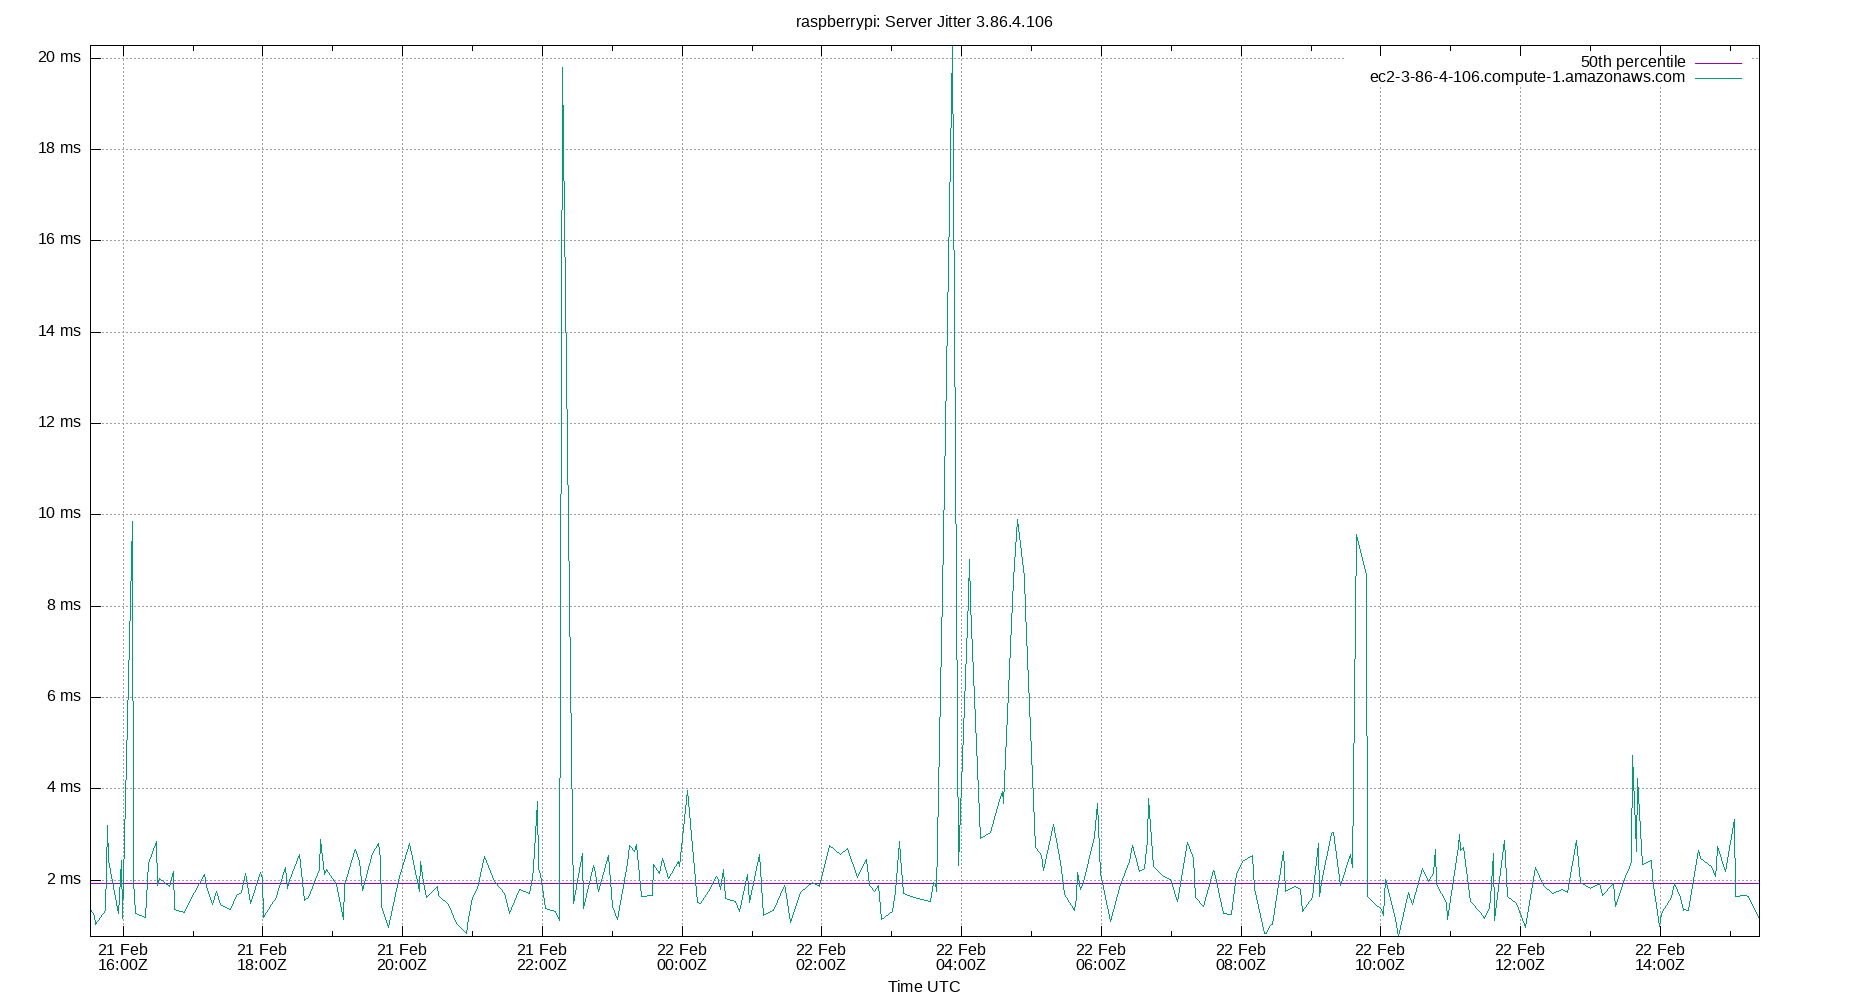 raspberrypi: Server Jitter 3.86.4.106
50th percentile
ec2-3-86-4-106.compute-1.amazonaws.com
20 ms
18 ms
16 ms
14 ms
12 ms
10 ms
8 ms
6 ms
4 ms
2 ms
21 Feb 21 Feb 21 Feb 21 Feb 22 Feb 22 Feb 22 Feb 22 Feb 22 Feb 22 Feb 22 Feb 22 Feb
16:00Z 18:00Z 20:00Z 22:00Z 00:00Z 02:00Z 04:00Z 06:00Z 08:00Z 10:00Z 12:00Z 14:00Z
Time UTC